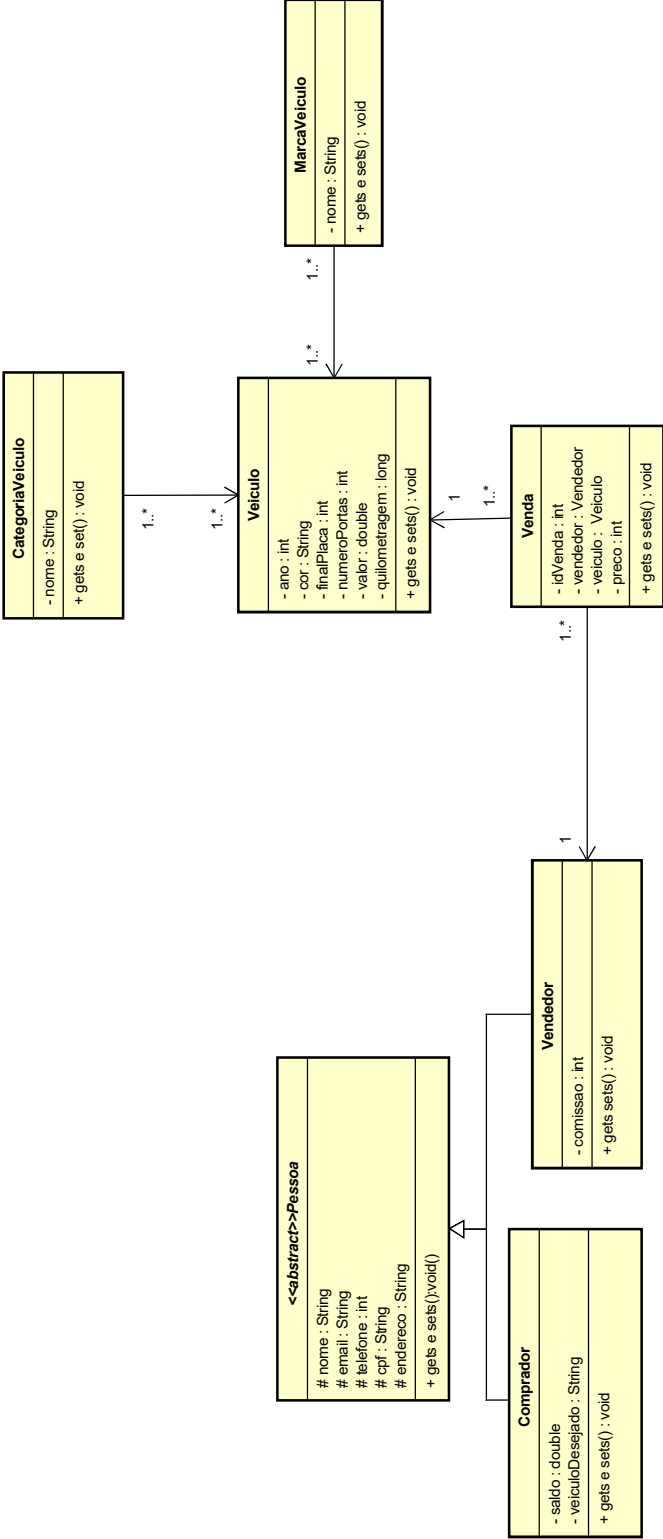 <<abstract>>Pessoa
# nome : String
# email : String
# telefone : int
# cpf : String
# endereco : String
+ gets e sets():void()
Comprador
- saldo : double
- veiculoDesejado : String
+ gets e sets() : void
Vendedor
- comissao : int
+ gets sets() : void
1
1..*
Venda
- idVenda : int
- vendedor : Vendedor
- veiculo : Veiculo
- preco : int
+ gets e sets() : void
1..*
1
CategoriaVeiculo
- nome : String
+ gets e set() : void
1..*
1..*
Veiculo
- ano : int
- cor : String
- finalPlaca : int
- numeroPortas : int
- valor : double
- quilometragem : long
+ gets e sets() : void
1..*
1..*
MarcaVeiculo
- nome : String
+ gets e sets() : void